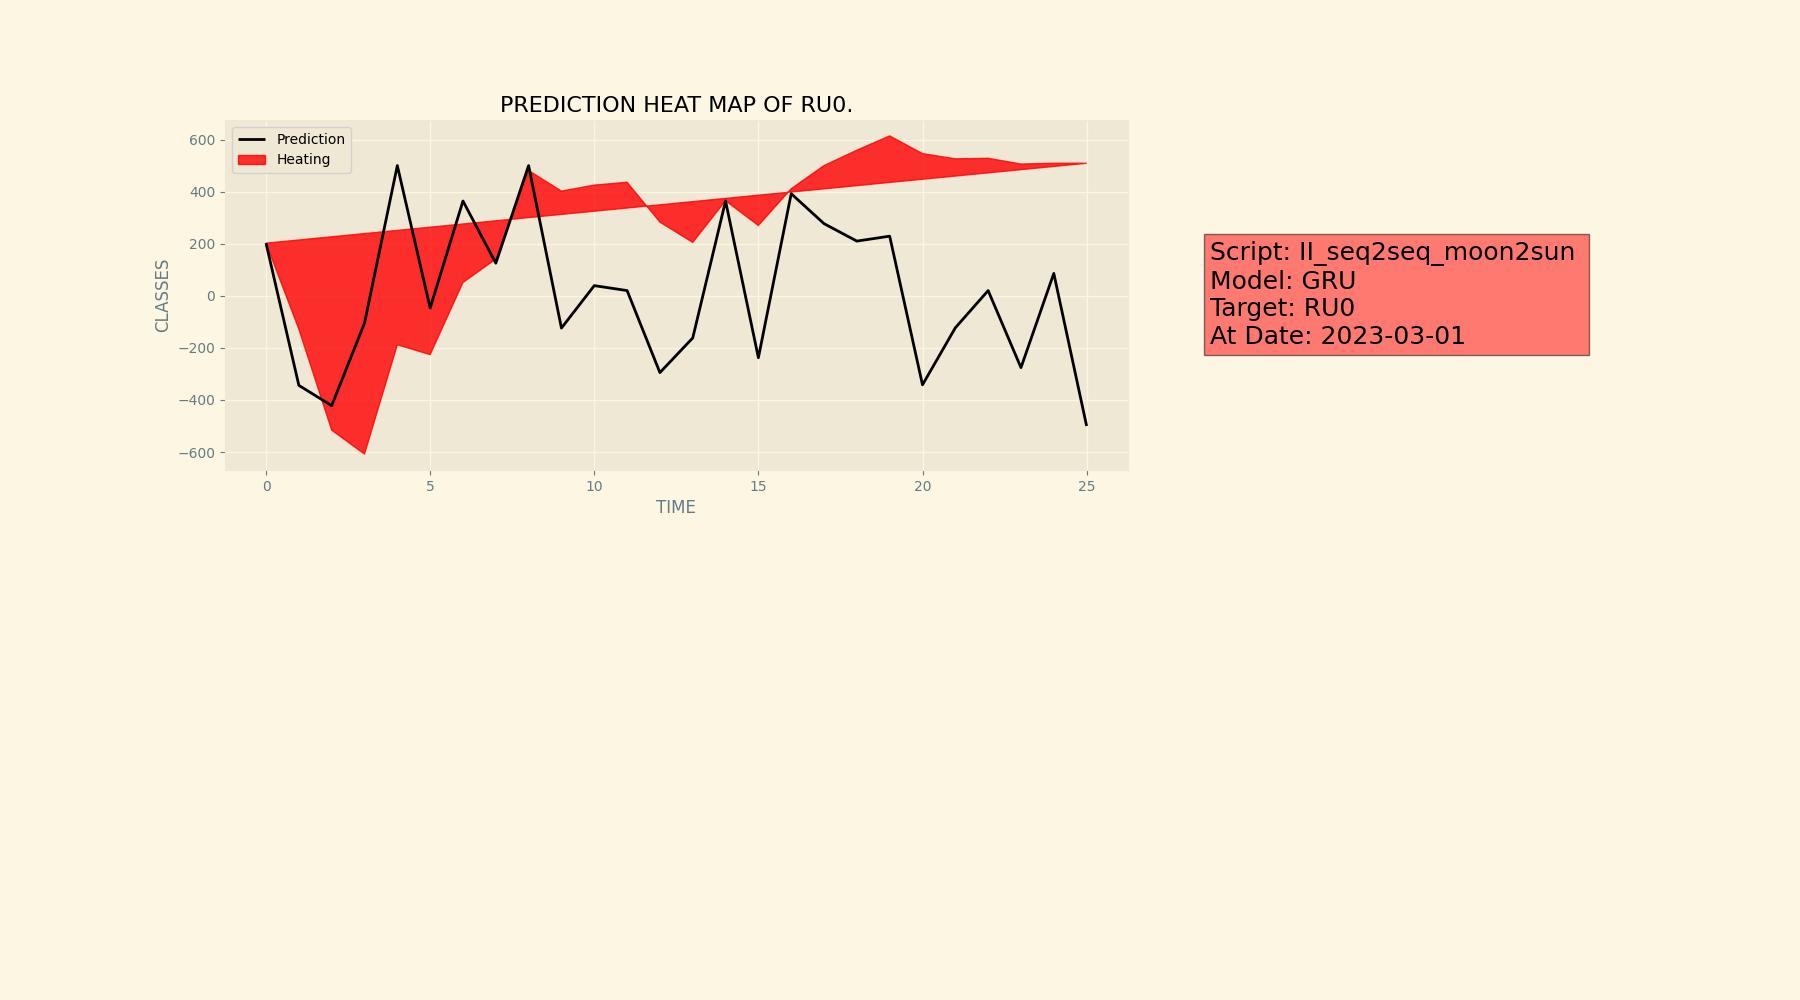 PREDICTION HEAT MAP OF RU0.
Prediction
Heating
600
400
200
0
−200
−400
−600
CLASSES
0 5 10 15 20 25
TIME
Script: II_seq2seq_moon2sun
Model: GRU
Target: RU0
At Date: 2023-03-01